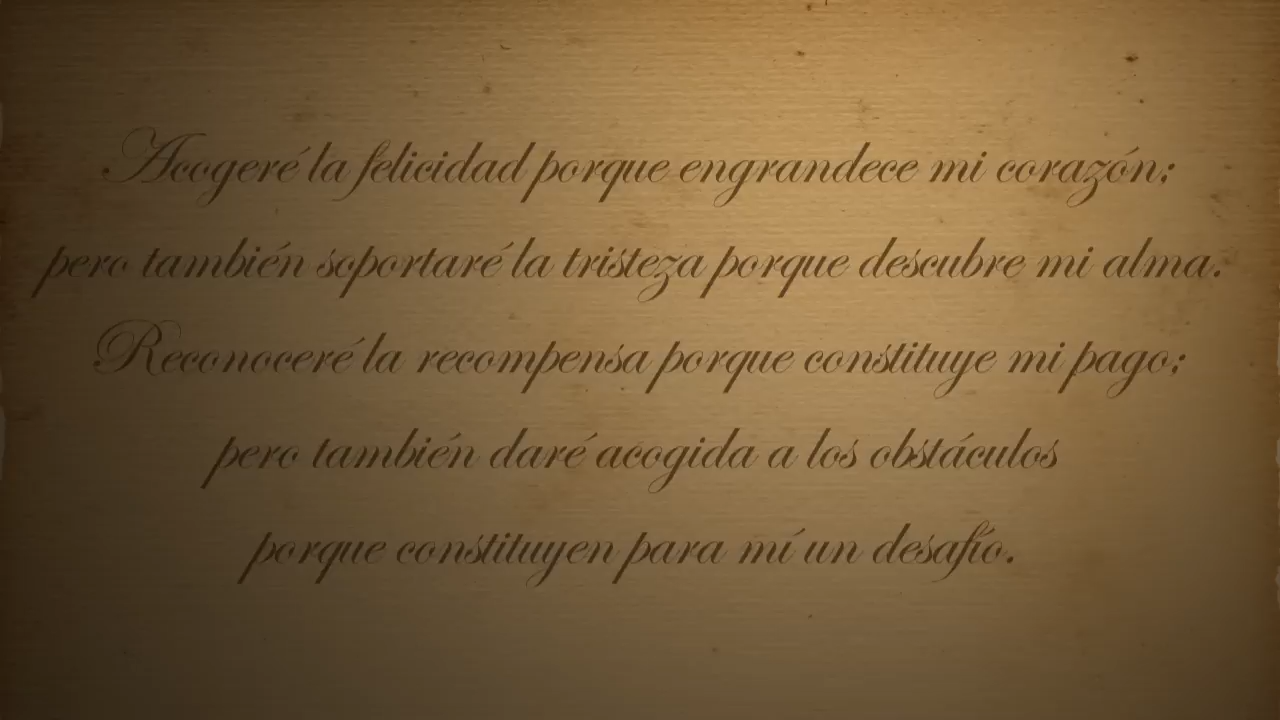 Acogeré la felicidad porque engrandece mi corazón;
pero también soportaré la tristeza porque descubre mi alma.
Reconoceré la recompensa porque constituye mi pago;
pero también daré acogida a los obstáculos
porque constituyen para mí un desafío.